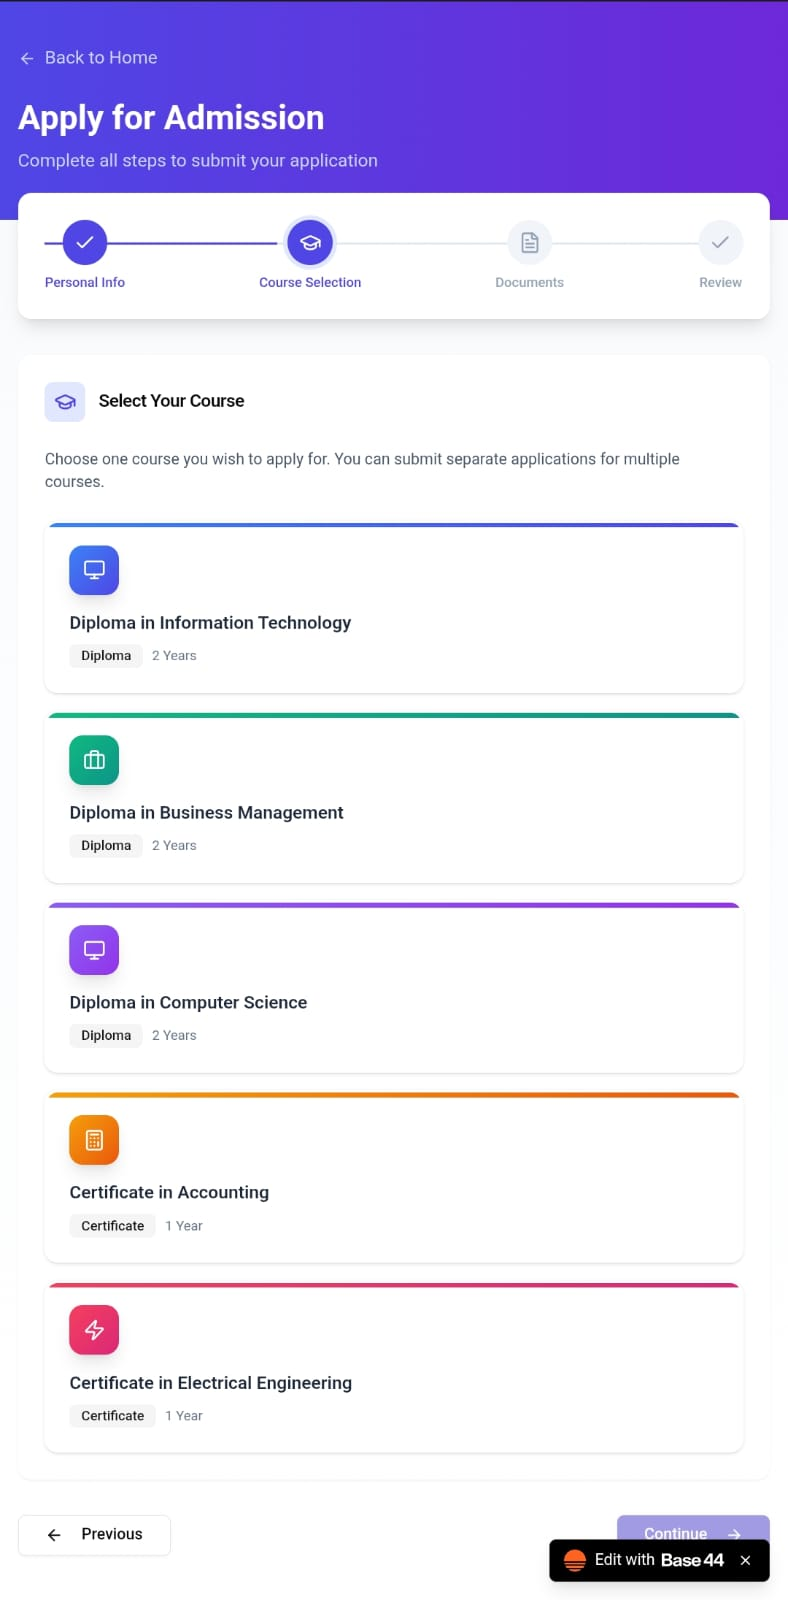 Back to Home
Apply for Admission
Complete all steps to submit your application
Personal Info
Course Selection
Documents
Review
Select Your Course
Choose one course you wish to apply for. You can submit separate applications for multiple
courses.
Diploma in Information Technology
Diploma 2 Years
Diploma in Business Management
Diploma 2 Years
Diploma in Computer Science
Diploma 2 Years
Certificate in Accounting
Certificate 1 Year
Certificate in Electrical Engineering
Certificate 1 Year
Previous
Continue
Edit with Base44